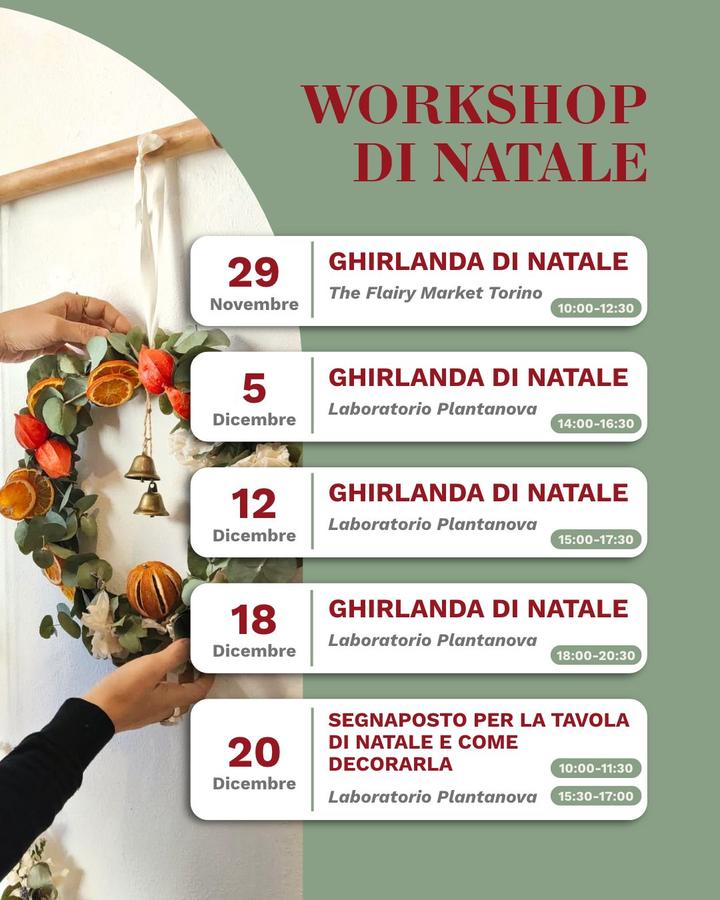 WORKSHOP
DI NATALE
29
Novembre
GHIRLANDA DI NATALE
The Flairy Market Torino
10:00-12:30
5
Dicembre
GHIRLANDA DI NATALE
Laboratorio Plantanova
14:00-16:30
12
Dicembre
GHIRLANDA DI NATALE
Laboratorio Plantanova
15:00-17:30
18
Dicembre
GHIRLANDA DI NATALE
Laboratorio Plantanova
18:00-20:30
20
Dicembre
SEGNAPOSTO PER LA TAVOLA
DI NATALE E COME
DECORARLA
10:00-11:30
Laboratorio Plantanova
15:30-17:00